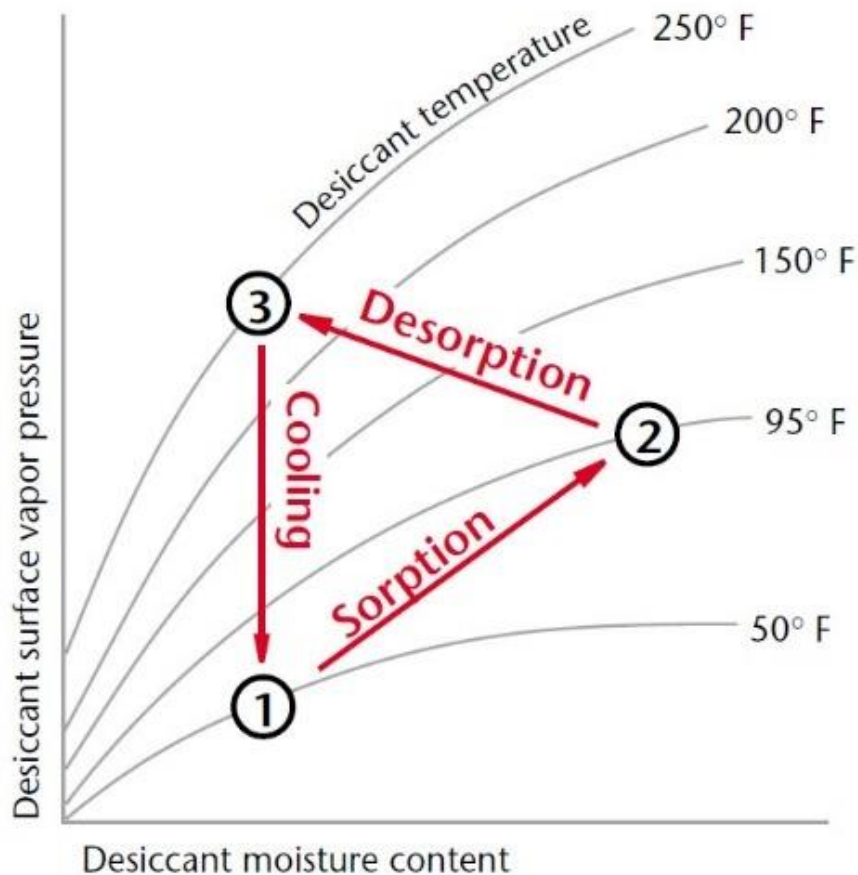 250° F
Desiccant temperature
200° F
150° F
3
Desorption
Cooling
2
95° F
Sorption
50° F
1
Desiccant surface vapor pressure
Desiccant moisture content